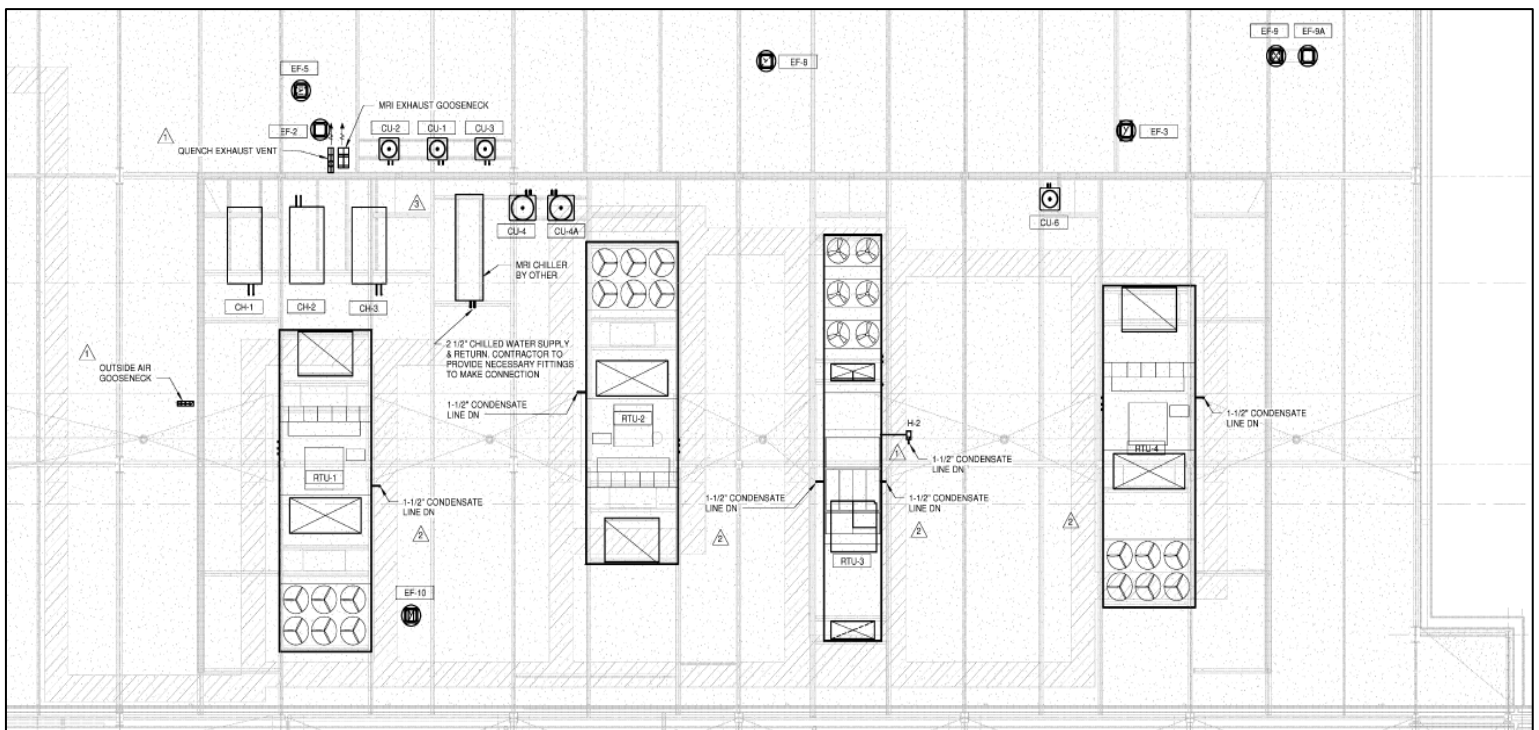 EF-9
EF-9A
EF-8
EF-5
MRI EXHAUST GOOSENECK
CU-2
CU-1
CU-3
EF-2
EF-3
1
QUENCH EXHAUST VENT
3
CU-4
CU-4A
CU-6
MRI CHILLER
BY OTHER
CH-1
CH-2
CH-3
2 1/2" CHILLED WATER SUPPLY
& RETURN. CONTRACTOR TO
PROVIDE NECESSARY FITTINGS
TO MAKE CONNECTION
1
OUTSIDE AIR
GOOSENECK
1-1/2" CONDENSATE
LINE DN
RTU-2
H-2
1
1-1/2" CONDENSATE
LINE DN
1-1/2" CONDENSATE
LINE DN
RTU-4
RTU-1
1-1/2" CONDENSATE
LINE DN
1-1/2" CONDENSATE
LINE DN
1-1/2" CONDENSATE
LINE DN
2
2
2
2
RTU-3
EF-10